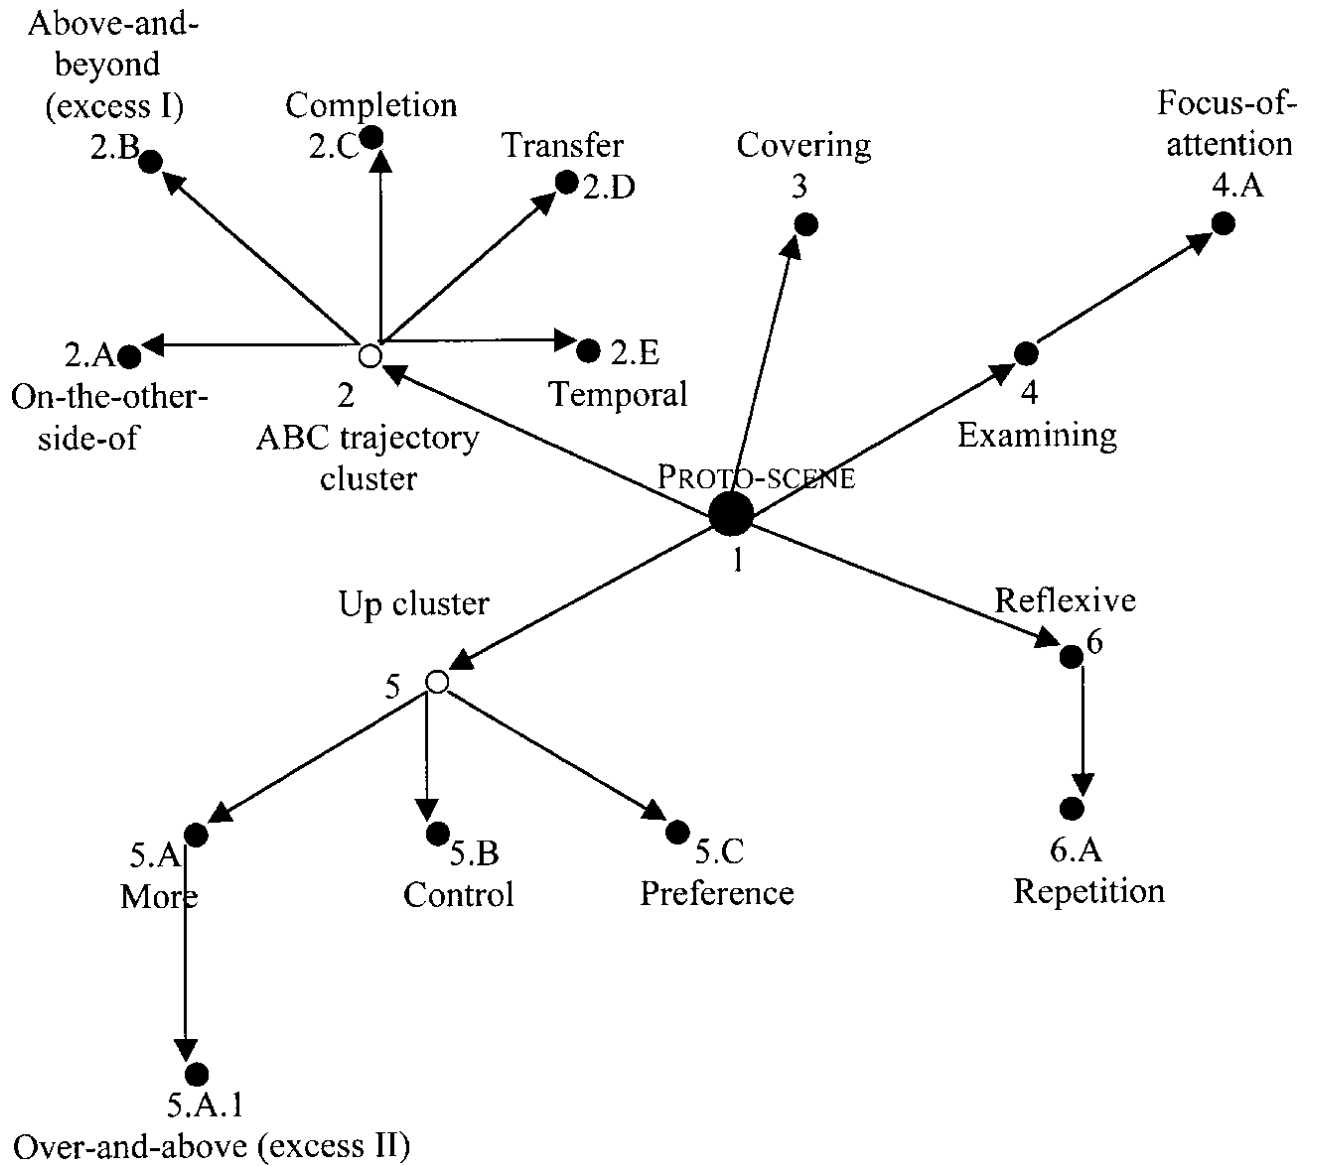 Above-and-
beyond
(excess I)
2.B
Completion
2.C
Transfer
2.D
Covering
3
Focus-of-
attention
4.A
2.A
On-the-other-
side-of
2
ABC trajectory
cluster
2.E
Temporal
4
Examining
PROTO-SCENE
1
Up cluster
5
Reflexive
6
5.A
More
5.B
Control
5.C
Preference
6.A
Repetition
5.A.1
Over-and-above (excess II)